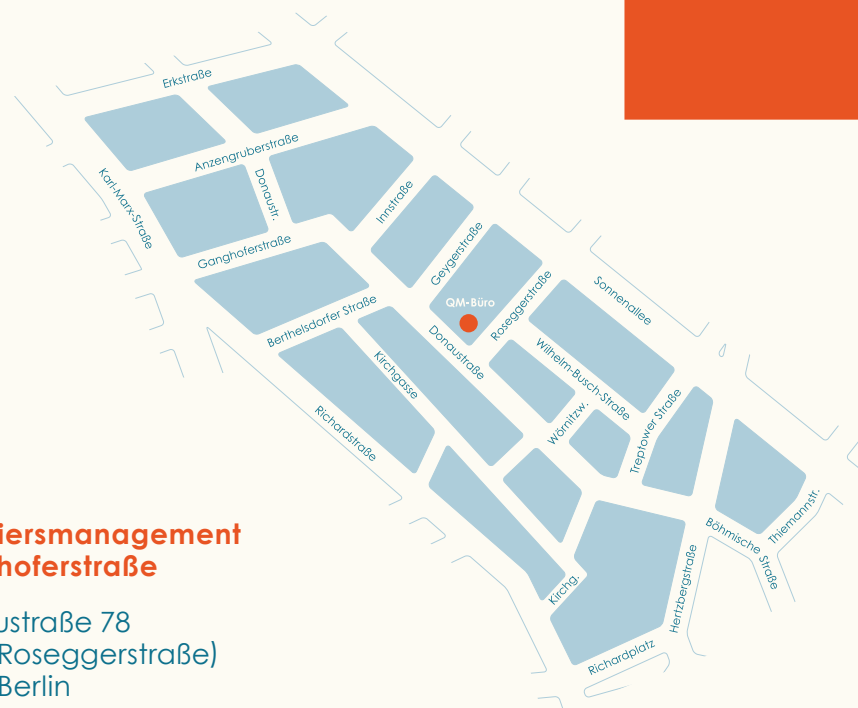 Erkstraße
Anzengruberstraße
Karl-Marx-Straße
Donaustr.
Innstraße
Ganghoferstraße
Geygerstraße
Sonnenallee
QM-Büro
Roseggerstraße
Berthelsdorfer Straße
Donaustraße
Wilhelm-Busch-Straße
Kirchgasse
Wörnitzw.
Treptower Straße
Richardstraße
Thiemannstr.
Böhmische Straße
Hertzbergstraße
Kirchg.
Richardplatz
iersmanagement
hoferstraße
ustraße 78
Roseggerstraße)
Berlin